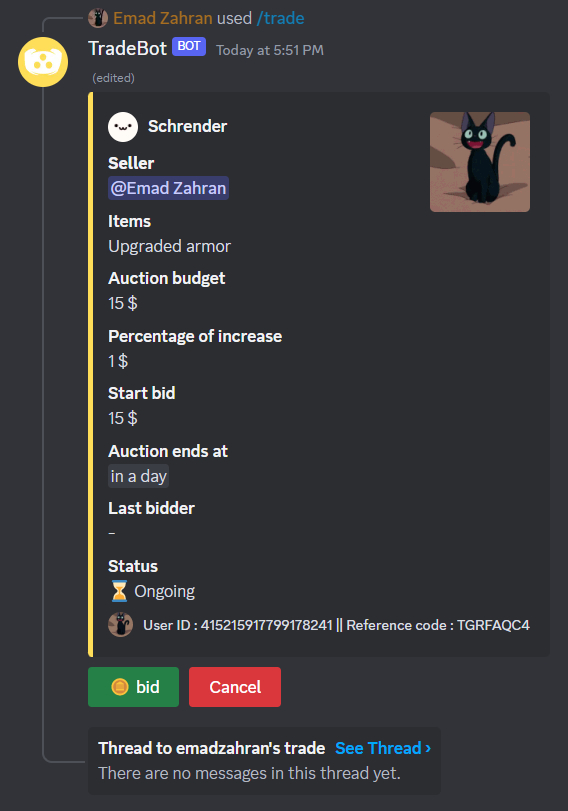 Emad Zahran used /trade
TradeBot BOT Today at 5:51 PM
(edited)
Schrender
Seller
@Emad Zahran
Items
Upgraded armor
Auction budget
15 $
Percentage of increase
1 $
Start bid
15 $
Auction ends at
in a day
Last bidder
-
Status
⏳ Ongoing
User ID : 415215917799178241 || Reference code : TGRFAQC4
bid Cancel
Thread to emadzahran's trade See Thread ›
There are no messages in this thread yet.